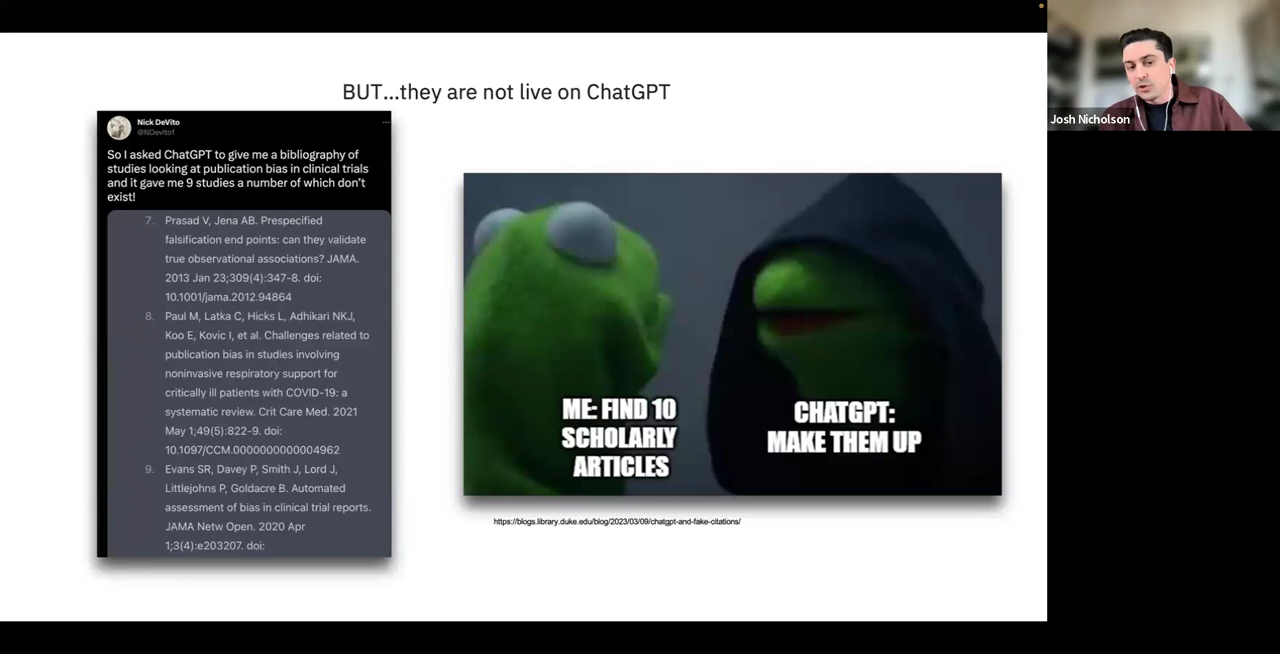 BUT...they are not live on ChatGPT
Nick DeVito
@NDevito1
So I asked ChatGPT to give me a bibliography of
studies looking at publication bias in clinical trials
and it gave me 9 studies a number of which don't
exist!
7. Prasad V, Jena AB. Prespecified
falsification end points: can they validate
true observational associations? JAMA.
2013 Jan 23;309(4):347-8. doi:
10.1001/jama.2012.94864
8. Paul M, Latka C, Hicks L, Adhikari NKJ,
Koo E, Kovic I, et al. Challenges related to
publication bias in studies involving
noninvasive respiratory support for
critically ill patients with COVID-19: a
systematic review. Crit Care Med. 2021
May 1;49(5):822-9. doi:
10.1097/CCM.0000000000004962
9. Evans SR, Davey P, Smith J, Lord J,
Littlejohns P, Goldacre B. Automated
assessment of bias in clinical trial reports.
JAMA Netw Open. 2020 Apr
1;3(4):e203207. doi:
ME: FIND 10
SCHOLARLY
ARTICLES
CHATGPT:
MAKE THEM UP
https://blogs.library.duke.edu/blog/2023/03/09/chatgpt-and-fake-citations/
Josh Nicholson